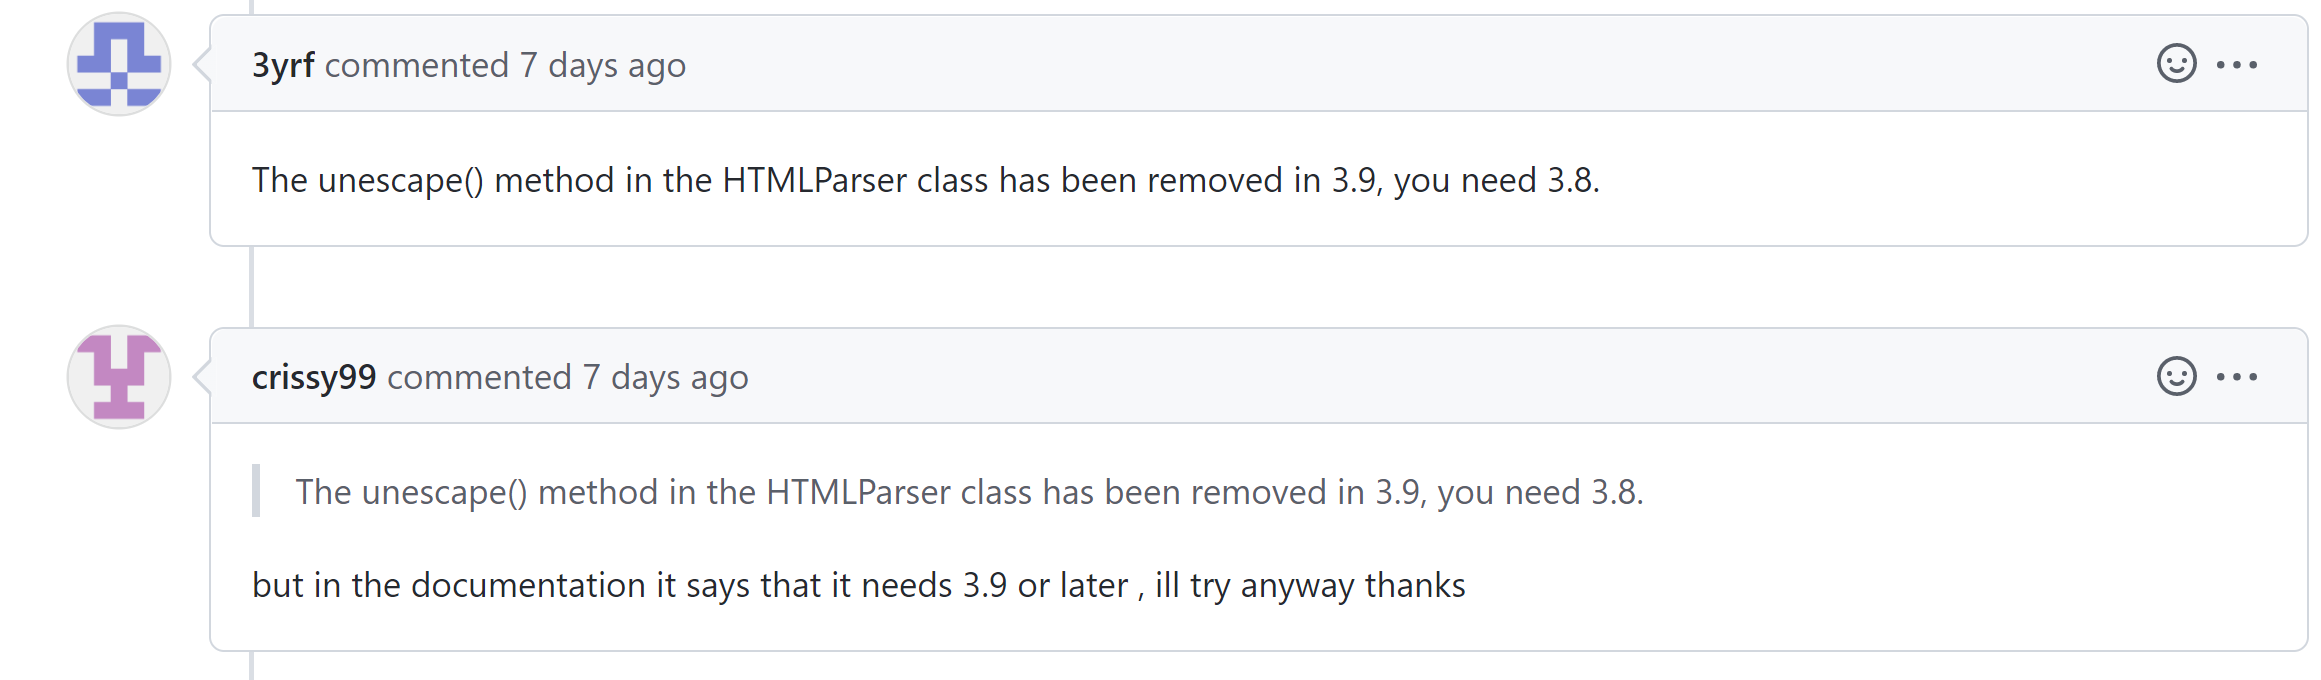 3yrf commented 7 days ago
The unescape() method in the HTMLParser class has been removed in 3.9, you need 3.8.
crissy99 commented 7 days ago
The unescape() method in the HTMLParser class has been removed in 3.9, you need 3.8.
but in the documentation it says that it needs 3.9 or later , ill try anyway thanks